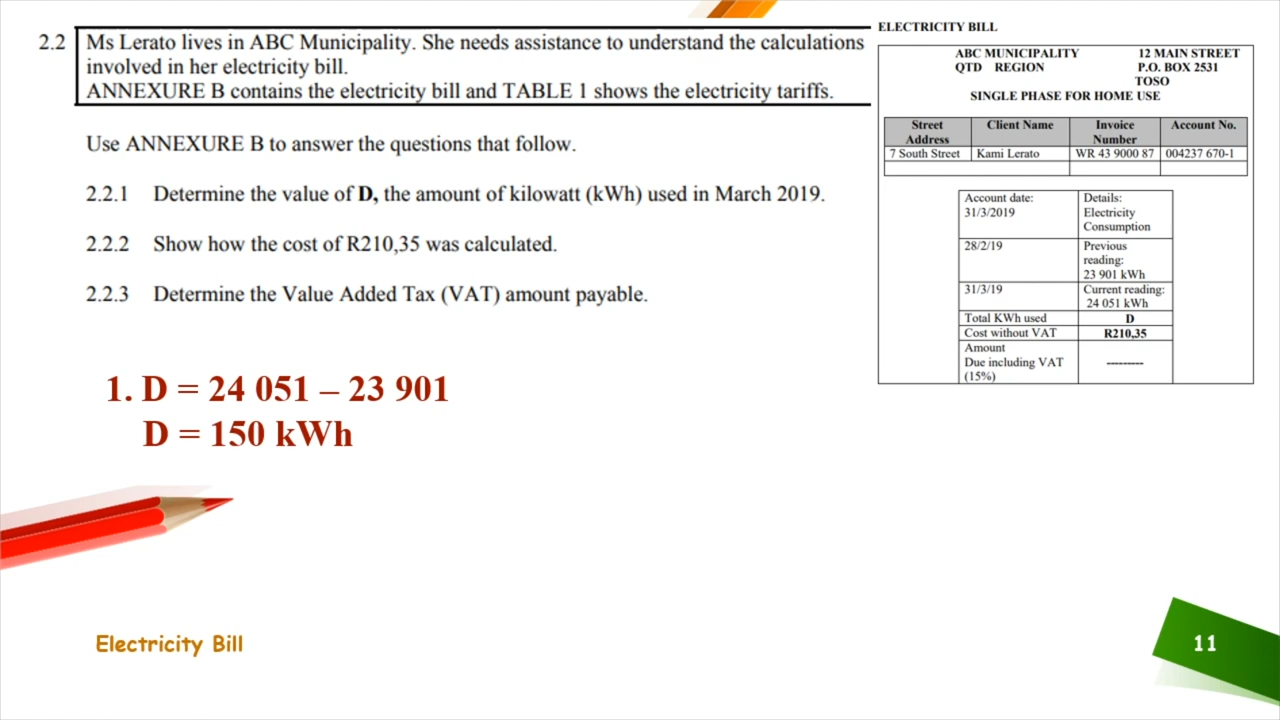 2.2 Ms Lerato lives in ABC Municipality. She needs assistance to understand the calculations
involved in her electricity bill.
ANNEXURE B contains the electricity bill and TABLE 1 shows the electricity tariffs.
Use ANNEXURE B to answer the questions that follow.
2.2.1 Determine the value of D, the amount of kilowatt (kWh) used in March 2019.
2.2.2 Show how the cost of R210,35 was calculated.
2.2.3 Determine the Value Added Tax (VAT) amount payable.
1. D = 24 051 – 23 901
D = 150 kWh
ELECTRICITY BILL
ABC MUNICIPALITY 12 MAIN STREET
QTD REGION P.O. BOX 2531
TOSO
SINGLE PHASE FOR HOME USE
Street Address Client Name Invoice Number Account No.
7 South Street Kami Lerato WR 43 9000 87 004237 670-1
Account date: Details:
31/3/2019 Electricity
Consumption
28/2/19 Previous
reading:
23 901 kWh
31/3/19 Current reading:
24 051 kWh
Total KWh used D
Cost without VAT R210,35
Amount
Due including VAT ---------
(15%)
Electricity Bill
11